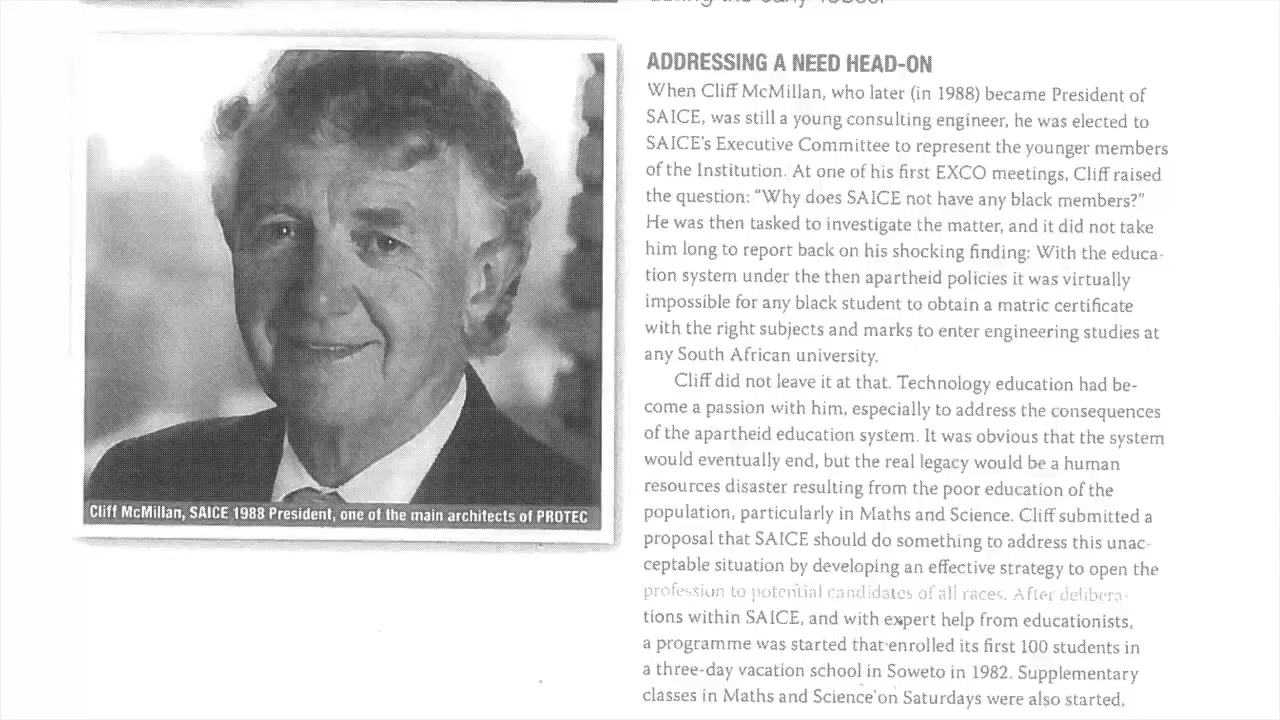 ADDRESSING A NEED HEAD-ON
When Cliff McMillan, who later (in 1988) became President of
SAICE, was still a young consulting engineer, he was elected to
SAICE's Executive Committee to represent the younger members
of the Institution. At one of his first EXCO meetings, Cliff raised
the question: "Why does SAICE not have any black members?"
He was then tasked to investigate the matter, and it did not take
him long to report back on his shocking finding: With the educa-
tion system under the then apartheid policies it was virtually
impossible for any black student to obtain a matric certificate
with the right subjects and marks to enter engineering studies at
any South African university.
Cliff did not leave it at that. Technology education had be-
come a passion with him, especially to address the consequences
of the apartheid education system. It was obvious that the system
would eventually end, but the real legacy would be a human
resources disaster resulting from the poor education of the
population, particularly in Maths and Science. Cliff submitted a
proposal that SAICE should do something to address this unac-
ceptable situation by developing an effective strategy to open the
profession to potential candidates of all races. After delibera-
tions within SAICE, and with expert help from educationists,
a programme was started that enrolled its first 100 students in
a three-day vacation school in Soweto in 1982. Supplementary
classes in Maths and Science on Saturdays were also started,
Cliff McMillan, SAICE 1988 President, one of the main architects of PROTEC